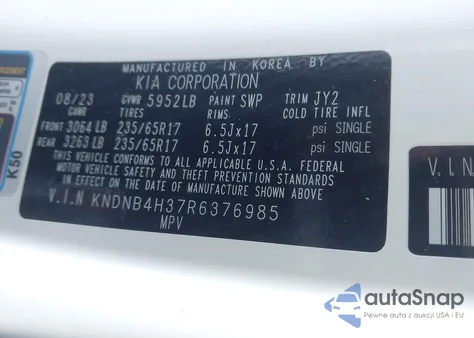 MADE IN KOREA
KIA CORPORATION
08/23 GVWR 5952LB PAINT SWP TRIM JY2
GAWR TIRES RIMS COLD TIRE INFL
FRONT 3064 LB 235/65R17 6.5Jx17 psi SINGLE
REAR 3263 LB 235/65R17 6.5Jx17 psi SINGLE
THIS VEHICLE CONFORMS TO ALL APPLICABLE U.S.A. FEDERAL
MOTOR VEHICLE SAFETY, BUMPER, AND THEFT PREVENTION STANDARDS
IN EFFECT ON THE DATE OF MANUFACTURE SHOWN ABOVE.
V.I.N KNDNB4H37R6376985
MPV
K50
V.I.N
autoSnap
Pewne auta z aukcji USA i EU